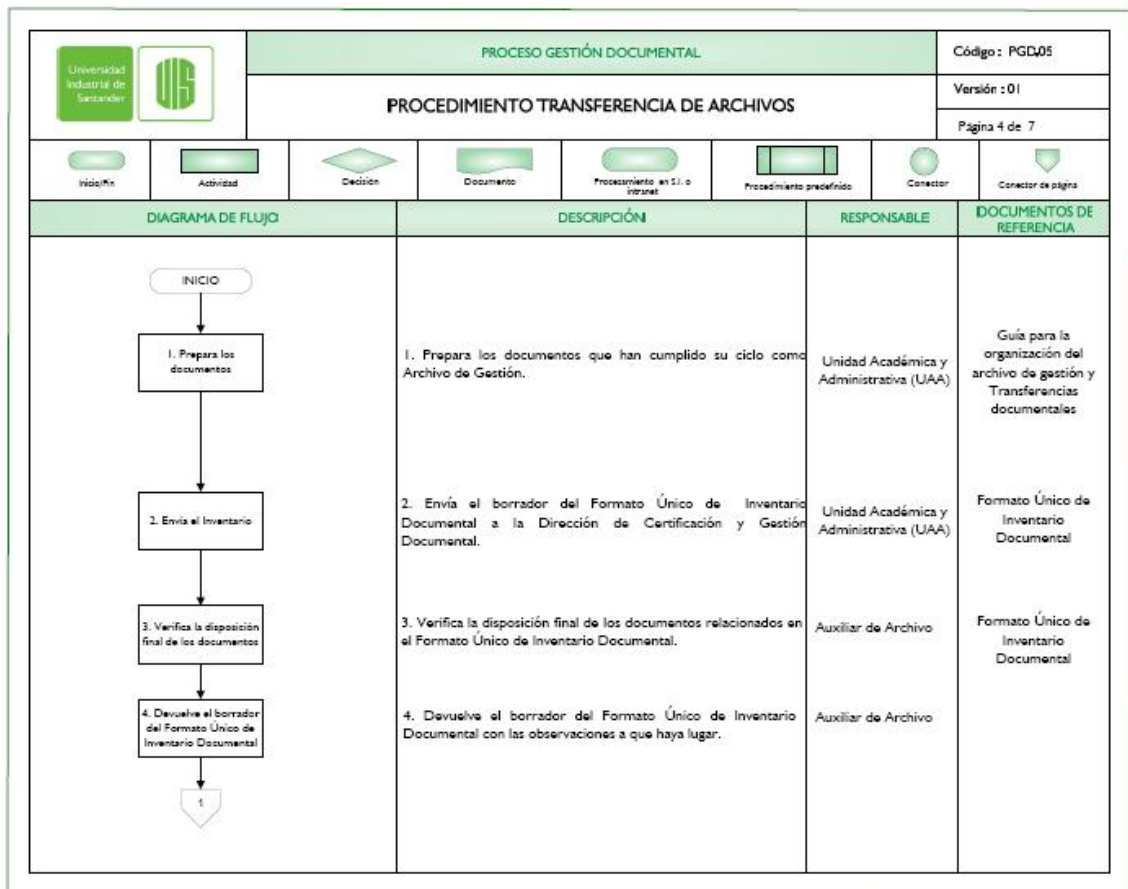 Universidad
Industrial de
Santander
UIS
PROCESO GESTIÓN DOCUMENTAL
Código : PGD.05
PROCEDIMIENTO TRANSFERENCIA DE ARCHIVOS
Versión : 01
Página 4 de 7
Inicio/Fin
Actividad
Decisión
Documento
Procesamiento en S.I. o
intranet
Procedimiento predefinido
Conector
Conector de página
DIAGRAMA DE FLUJO
DESCRIPCIÓN
RESPONSABLE
DOCUMENTOS DE
REFERENCIA
INICIO
1. Prepara los
documentos
1. Prepara los documentos que han cumplido su ciclo como
Archivo de Gestión.
Unidad Académica y
Administrativa (UAA)
Guía para la
organización del
archivo de gestión y
Transferencias
documentales
2. Envía el Inventario
2. Envía el borrador del Formato Único de Inventario
Documental a la Dirección de Certificación y Gestión
Documental.
Unidad Académica y
Administrativa (UAA)
Formato Único de
Inventario
Documental
3. Verifica la disposición
final de los documentos
3. Verifica la disposición final de los documentos relacionados en
el Formato Único de Inventario Documental.
Auxiliar de Archivo
Formato Único de
Inventario
Documental
4. Devuelve el borrador
del Formato Único de
Inventario Documental
4. Devuelve el borrador del Formato Único de Inventario
Documental con las observaciones a que haya lugar.
Auxiliar de Archivo
1